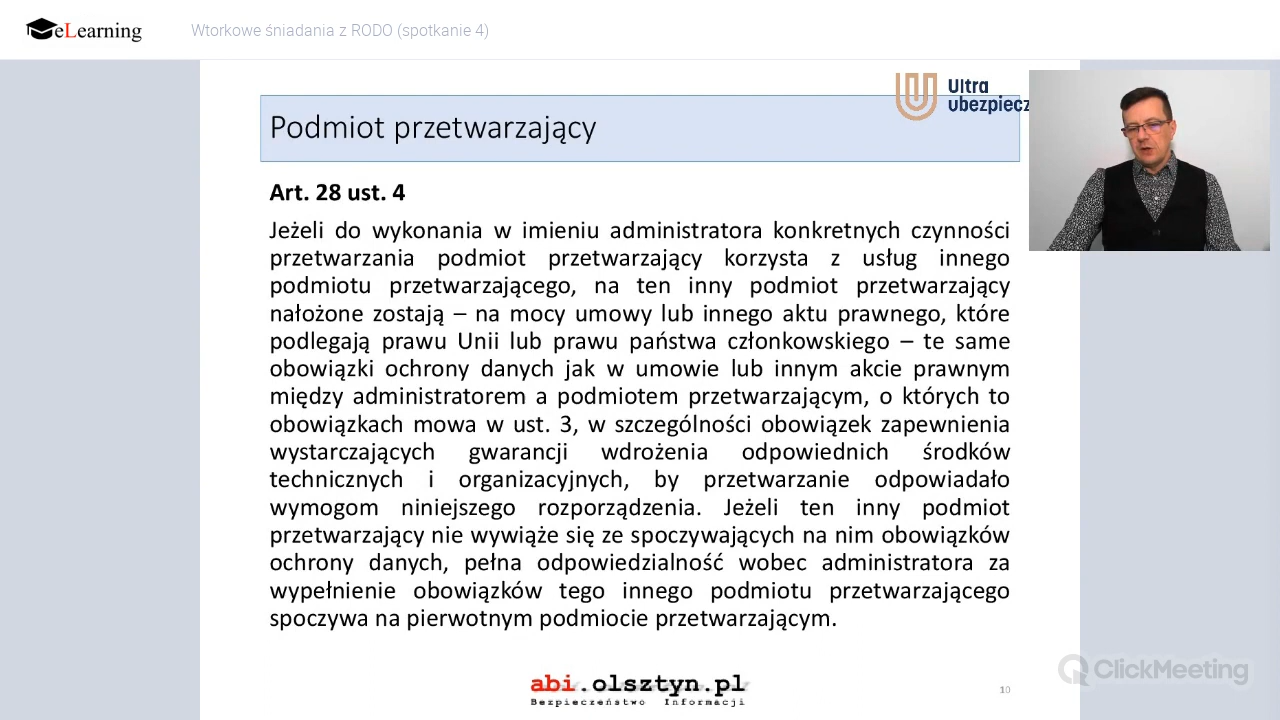 eLearning
Wtorkowe śniadania z RODO (spotkanie 4)
Ultra
ubezpiecz
Podmiot przetwarzający
Art. 28 ust. 4
Jeżeli do wykonania w imieniu administratora konkretnych czynności
przetwarzania podmiot przetwarzający korzysta z usług innego
podmiotu przetwarzającego, na ten inny podmiot przetwarzający
nałożone zostają – na mocy umowy lub innego aktu prawnego, które
podlegają prawu Unii lub prawu państwa członkowskiego – te same
obowiązki ochrony danych jak w umowie lub innym akcie prawnym
między administratorem a podmiotem przetwarzającym, o których to
obowiązkach mowa w ust. 3, w szczególności obowiązek zapewnienia
wystarczających gwarancji wdrożenia odpowiednich środków
technicznych i organizacyjnych, by przetwarzanie odpowiadało
wymogom niniejszego rozporządzenia. Jeżeli ten inny podmiot
przetwarzający nie wywiąże się ze spoczywających na nim obowiązków
ochrony danych, pełna odpowiedzialność wobec administratora za
wypełnienie obowiązków tego innego podmiotu przetwarzającego
spoczywa na pierwotnym podmiocie przetwarzającym.
abi.olsztyn.pl
Bezpieczeństwo Informacji
10
ClickMeeting